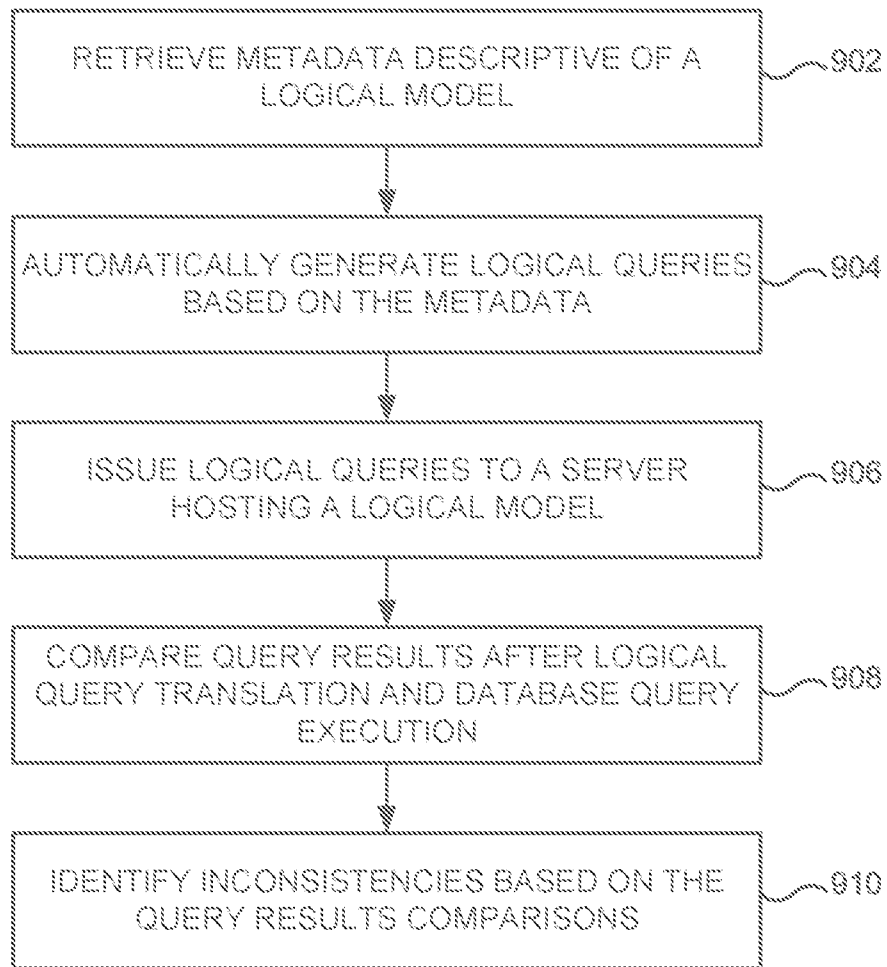 RETRIEVE METADATA DESCRIPTIVE OF A
LOGICAL MODEL
902
AUTOMATICALLY GENERATE LOGICAL QUERIES
BASED ON THE METADATA
904
ISSUE LOGICAL QUERIES TO A SERVER
HOSTING A LOGICAL MODEL
906
COMPARE QUERY RESULTS AFTER LOGICAL
QUERY TRANSLATION AND DATABASE QUERY
EXECUTION
908
IDENTIFY INCONSISTENCIES BASED ON THE
QUERY RESULTS COMPARISONS
910